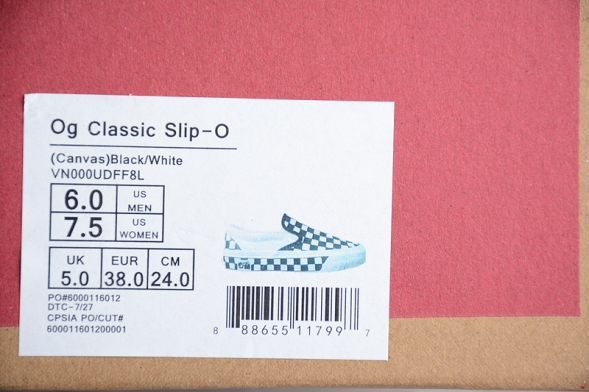 Og Classic Slip-O
(Canvas)Black/White
VN000UDFF8L
6.0 US MEN
7.5 US WOMEN
UK EUR CM
5.0 38.0 24.0
PO#6000116012
DTC-7/27
CPSIA PO/CUT#
600011601200001
8 88655 11799 7